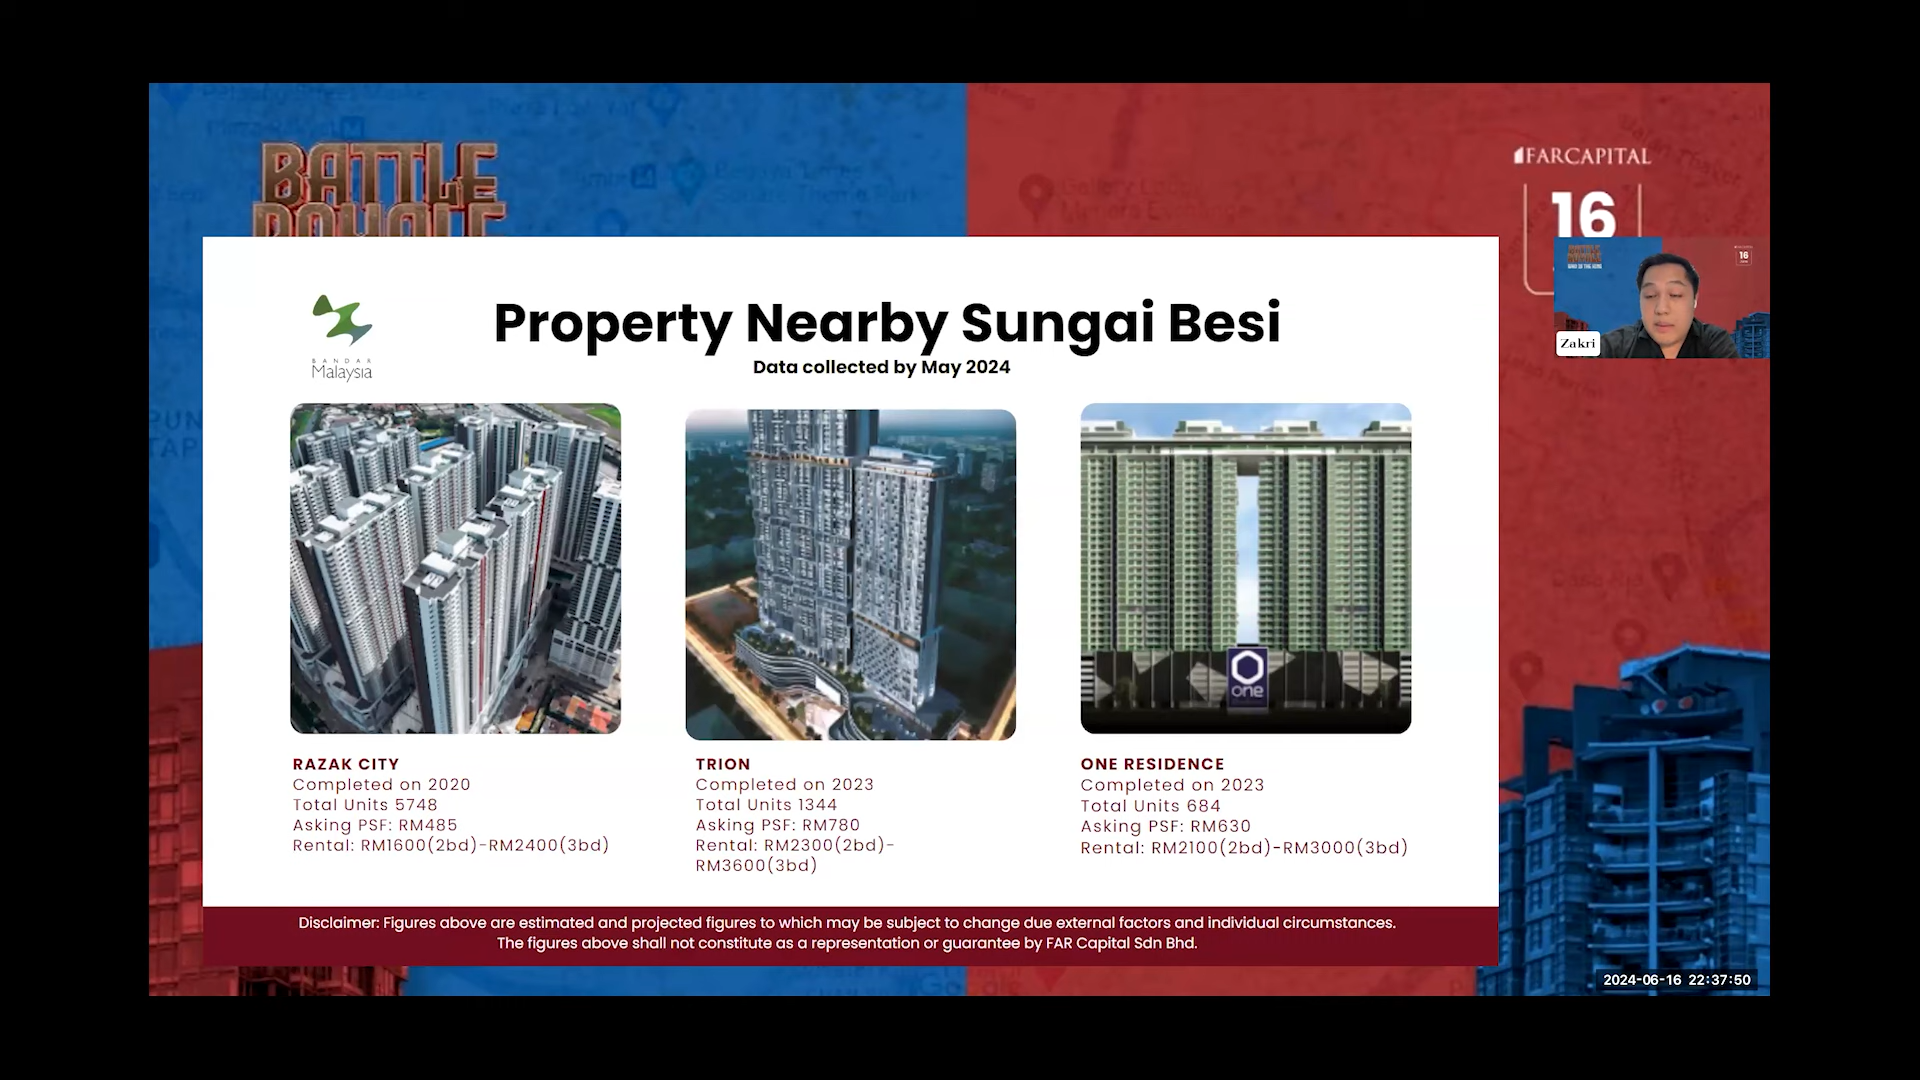 BATTLE
ROYALE
FARCAPITAL
16
BATTLE
ROYALE
16
Zakri
BANDAR
Malaysia
Property Nearby Sungai Besi
Data collected by May 2024
one
RAZAK CITY
Completed on 2020
Total Units 5748
Asking PSF: RM485
Rental: RM1600(2bd)-RM2400(3bd)
TRION
Completed on 2023
Total Units 1344
Asking PSF: RM780
Rental: RM2300(2bd)-
RM3600(3bd)
ONE RESIDENCE
Completed on 2023
Total Units 684
Asking PSF: RM630
Rental: RM2100(2bd)-RM3000(3bd)
Disclaimer: Figures above are estimated and projected figures to which may be subject to change due external factors and individual circumstances.
The figures above shall not constitute as a representation or guarantee by FAR Capital Sdn Bhd.
2024-06-16 22:37:50